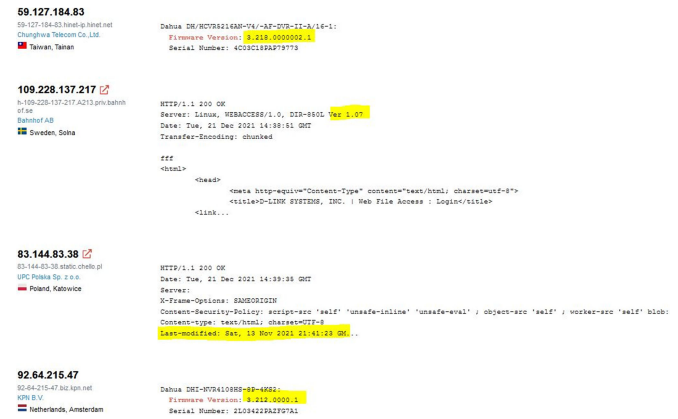 59.127.184.83
59-127-184-83.hinet-ip.hinet.net
Chunghwa Telecom Co.,Ltd.
Taiwan, Tainan
Dahua DH/HCVR5216AN-V4/-AF-DVR-II-A/16-1:
Firmware Version: 3.218.0000002.1
Serial Number: 4C03C18PAP79773
109.228.137.217
h-109-228-137-217.A213.priv.bahnh
of.se
Bahnhof AB
Sweden, Solna
HTTP/1.1 200 OK
Server: Linux, WEBACCESS/1.0, DIR-850L Ver 1.07
Date: Tue, 21 Dec 2021 14:38:51 GMT
Transfer-Encoding: chunked
fff
<html>
<head>
<meta http-equiv="Content-Type" content="text/html; charset=utf-8">
<title>D-LINK SYSTEMS, INC. | Web File Access : Login</title>
<link...
83.144.83.38
83-144-83-38.static.chello.pl
UPC Polska Sp. z o.o.
Poland, Katowice
HTTP/1.1 200 OK
Date: Tue, 21 Dec 2021 14:39:35 GMT
Server:
X-Frame-Options: SAMEORIGIN
Content-Security-Policy: script-src 'self' 'unsafe-inline' 'unsafe-eval' ; object-src 'self' ; worker-src 'self' blob:
Content-type: text/html; charset=UTF-8
Last-modified: Sat, 13 Nov 2021 21:41:23 GM...
92.64.215.47
92-64-215-47.biz.kpn.net
KPN B.V.
Netherlands, Amsterdam
Dahua DHI-NVR4108HS-8P-4KS2:
Firmware Version: 3.212.0000.1
Serial Number: 2L03422PAZFG7A1